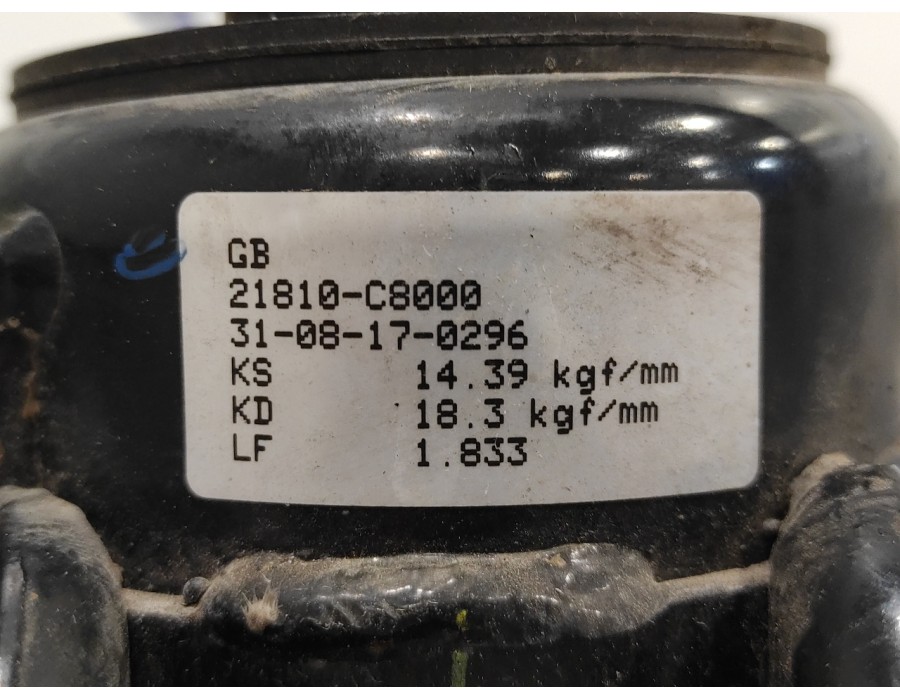 GB
21810-C8000
31-08-17-0296
KS 14.39 kgf/mm
KD 18.3 kgf/mm
LF 1.833